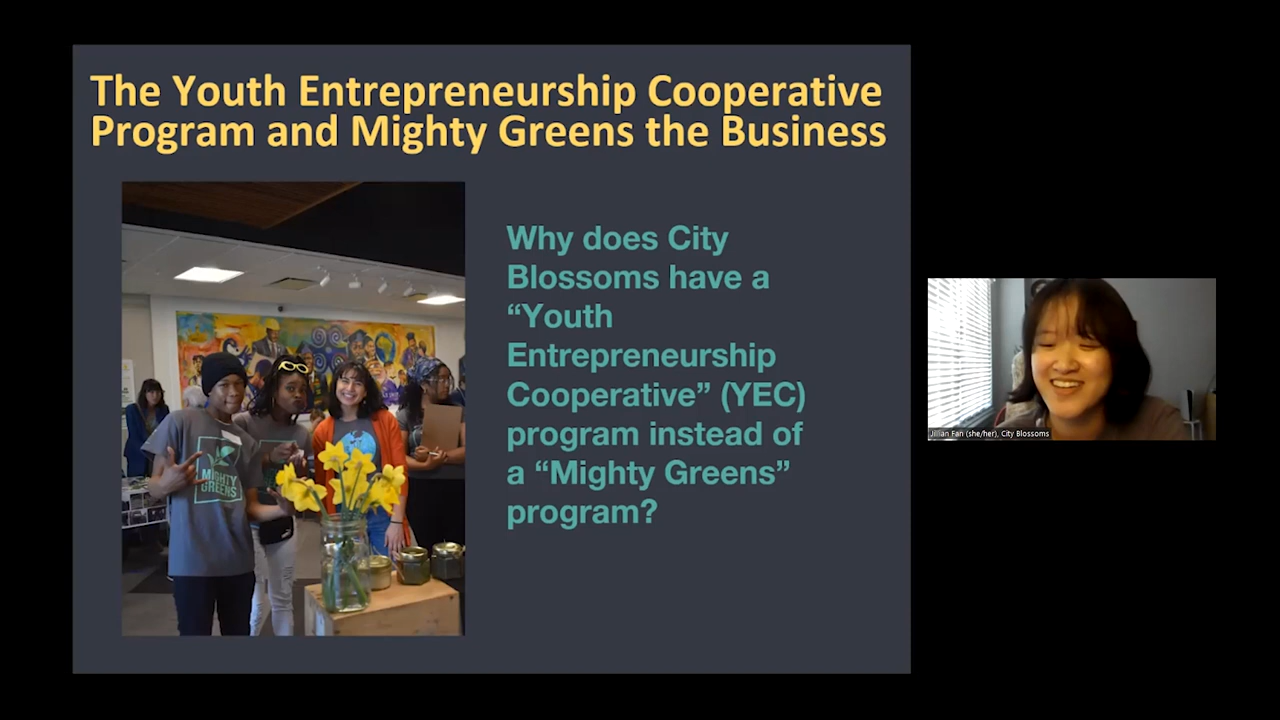 The Youth Entrepreneurship Cooperative
Program and Mighty Greens the Business
Why does City
Blossoms have a
“Youth
Entrepreneurship
Cooperative” (YEC)
program instead of
a “Mighty Greens”
program?
MIGHTY
GREENS
Jillian Fan (she/her), City Blossoms